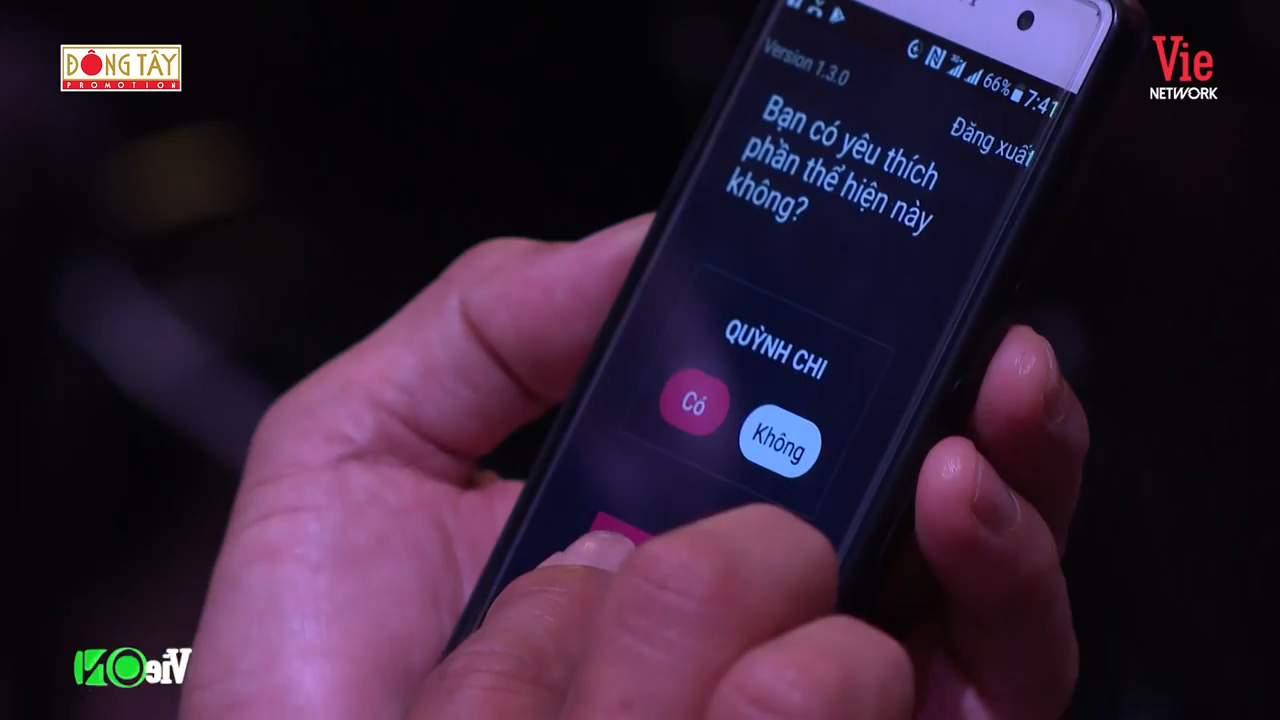 ĐÔNG TÂY
PROMOTION
Vie
NETWORK
66% 7:41
Version 1.3.0
Đăng xuất
Bạn có yêu thích
phần thể hiện này
không?
QUỲNH CHI
Có
Không
VieON